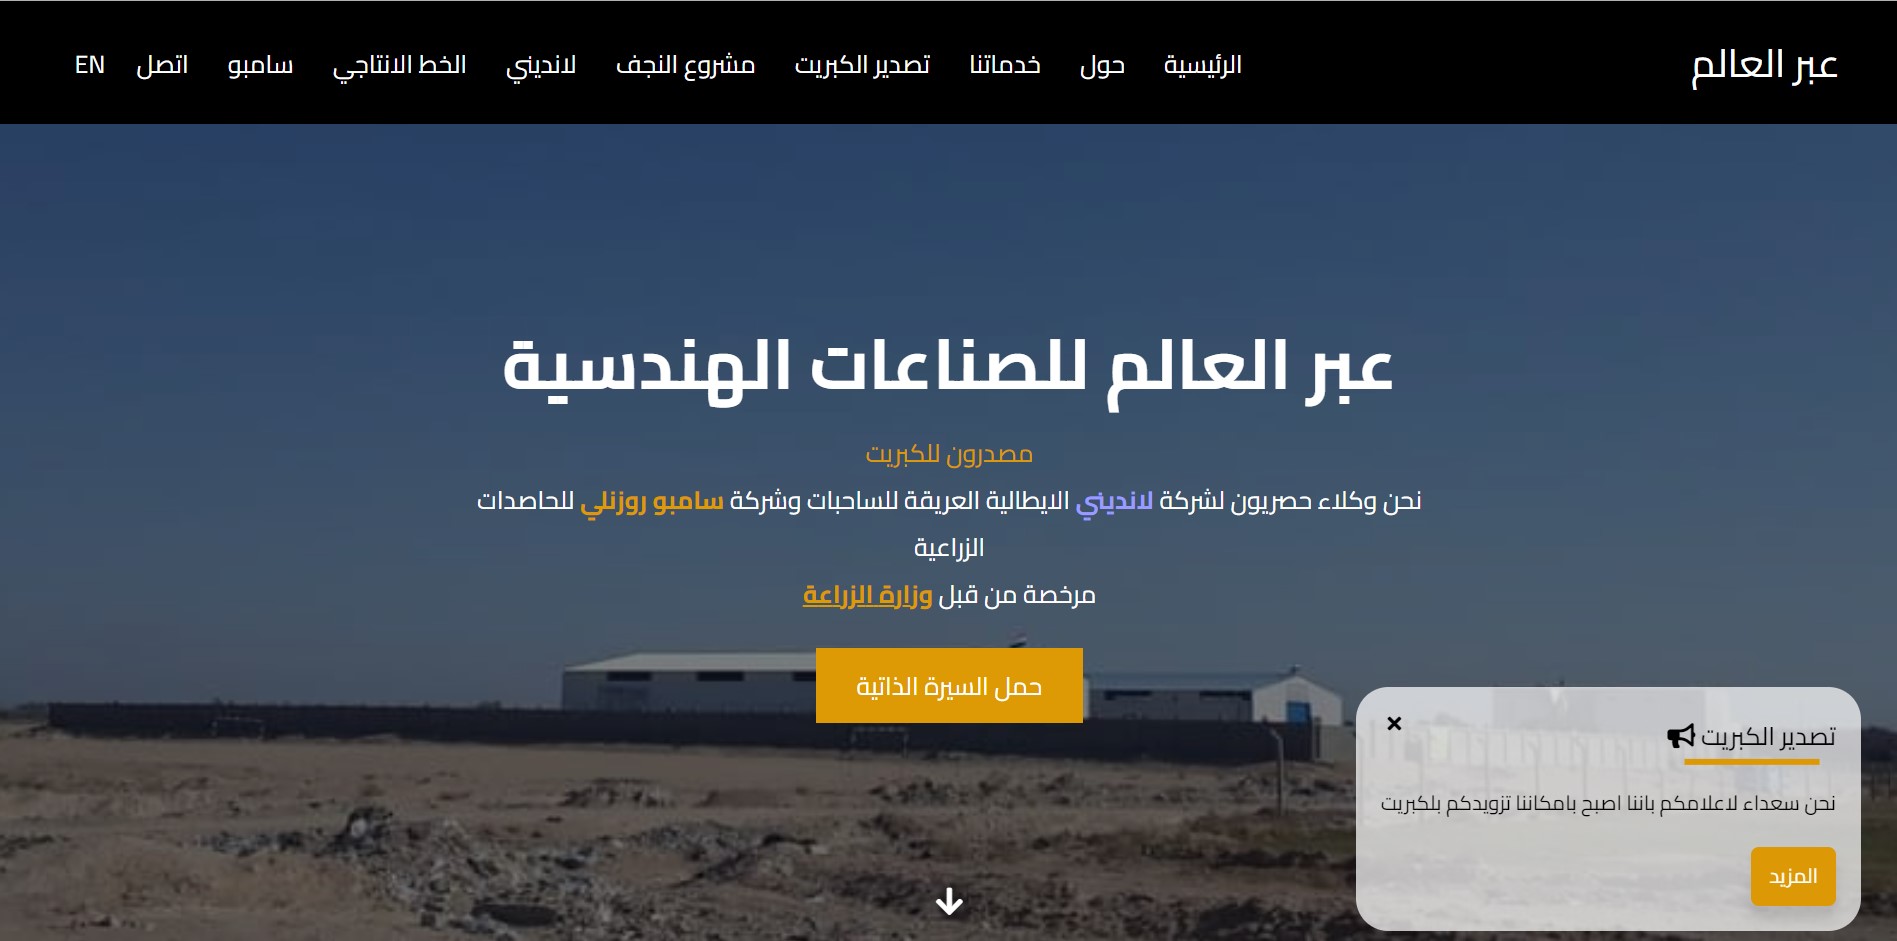 عبر العالم
الرئيسية حول خدماتنا تصدير الكبريت مشروع النجف لانديني الخط الانتاجي سامبو اتصل EN
عبر العالم للصناعات الهندسية
مصدرون للكبريت
نحن وكلاء حصريون لشركة لانديني الايطالية العريقة للساحبات وشركة سامبو روزنلي للحاصدات
الزراعية
مرخصة من قبل وزارة الزراعة
حمل السيرة الذاتية
تصدير الكبريت
نحن سعداء لاعلامكم باننا اصبح بامكاننا تزويدكم بلكبريت
المزيد